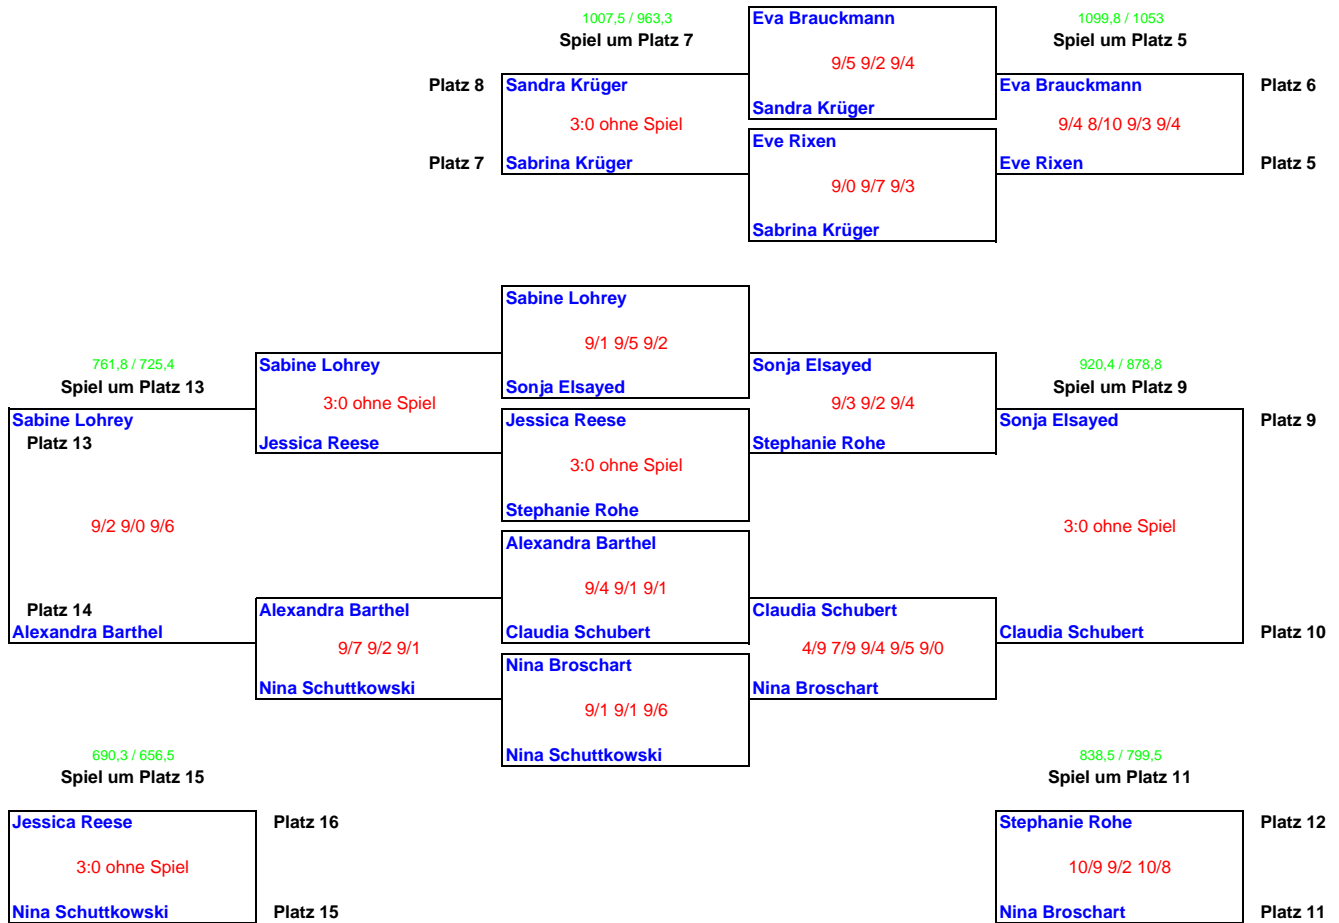 1007,5 / 963,3 Eva Brauckmann 1099,8 / 1053
Spiel um Platz 7 Spiel um Platz 5
9/5 9/2 9/4
Platz 8 Sandra Krüger Eva Brauckmann Platz 6
Sandra Krüger
3:0 ohne Spiel 9/4 8/10 9/3 9/4
Eve Rixen
Platz 7 Sabrina Krüger Eve Rixen Platz 5
9/0 9/7 9/3
Sabrina Krüger
Sabine Lohrey
9/1 9/5 9/2
761,8 / 725,4 Sabine Lohrey Sonja Elsayed 920,4 / 878,8
Spiel um Platz 13 Sonja Elsayed Spiel um Platz 9
3:0 ohne Spiel 9/3 9/2 9/4
Sabine Lohrey Jessica Reese Sonja Elsayed Platz 9
Platz 13 Jessica Reese Stephanie Rohe
3:0 ohne Spiel
Stephanie Rohe
9/2 9/0 9/6 3:0 ohne Spiel
Alexandra Barthel
9/4 9/1 9/1
Platz 14 Alexandra Barthel Claudia Schubert
Alexandra Barthel Claudia Schubert Claudia Schubert Platz 10
9/7 9/2 9/1 4/9 7/9 9/4 9/5 9/0
Nina Broschart
Nina Schuttkowski Nina Broschart
9/1 9/1 9/6
690,3 / 656,5 Nina Schuttkowski 838,5 / 799,5
Spiel um Platz 15 Spiel um Platz 11
Jessica Reese Platz 16 Stephanie Rohe Platz 12
3:0 ohne Spiel 10/9 9/2 10/8
Nina Schuttkowski Platz 15 Nina Broschart Platz 11